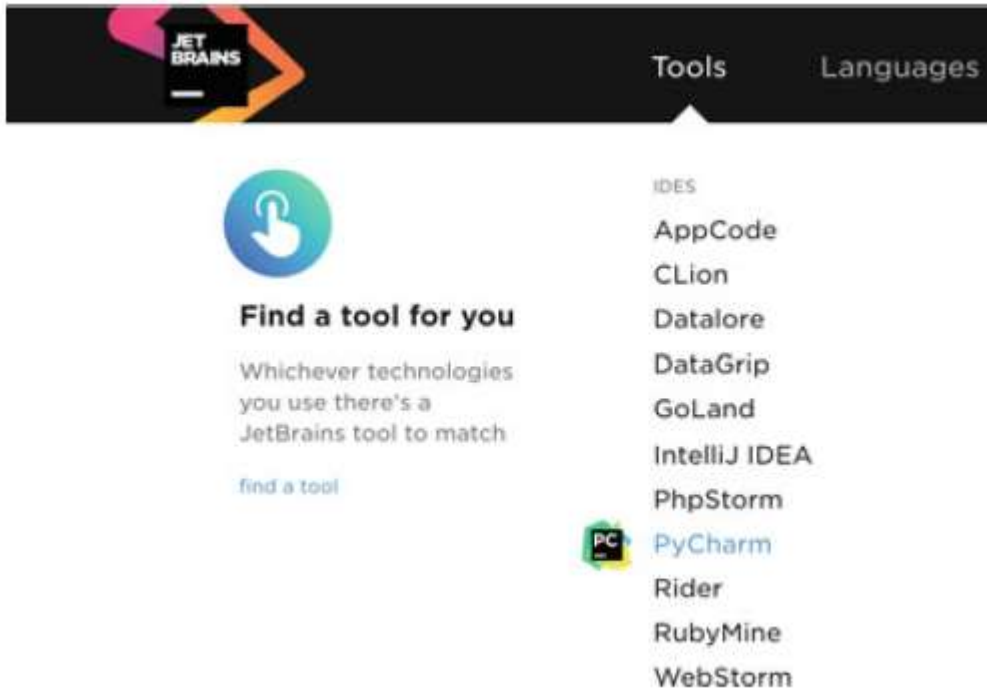 JET
BRAINS
Tools
Languages
Find a tool for you
Whichever technologies
you use there's a
JetBrains tool to match
find a tool
IDES
AppCode
CLion
Datalore
DataGrip
GoLand
IntelliJ IDEA
PhpStorm
PC
PyCharm
Rider
RubyMine
WebStorm